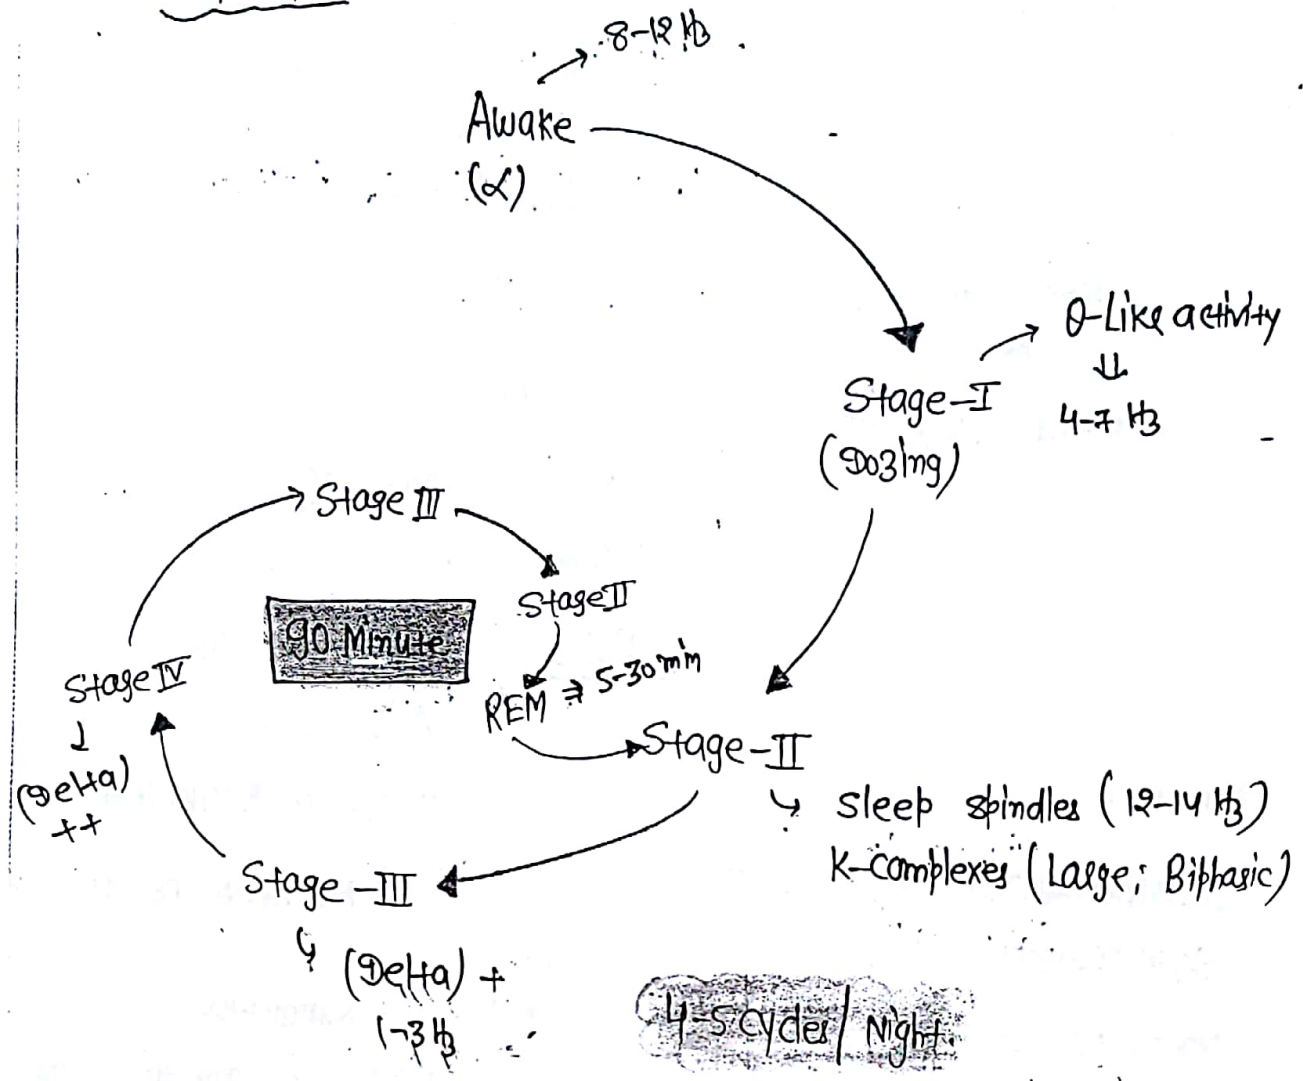 8-12 Hz
Awake
(α)
θ-Like activity
⇓
4-7 Hz
Stage-I
(Dozing)
Stage III
Stage II
90 Minute
Stage IV
(Delta)
++
REM ⇒ 5-30 min
Stage-II
Sleep spindles (12-14 Hz)
K-complexes (Large; Biphasic)
Stage-III
(Delta) +
1-3 Hz
4-5 cycles/Night.